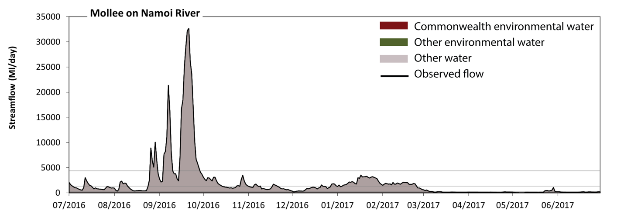 Mollee on Namoi River
Streamflow (Ml/day)
35000
30000
25000
20000
15000
10000
5000
0
Commonwealth environmental water
Other environmental water
Other water
Observed flow
07/2016 08/2016 09/2016 10/2016 11/2016 12/2016 01/2017 02/2017 03/2017 04/2017 05/2017 06/2017